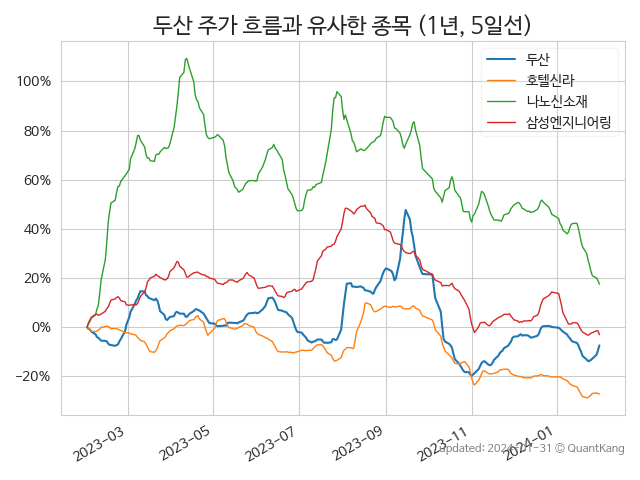 두산 주가 흐름과 유사한 종목 (1년, 5일선)
두산
호텔신라
나노신소재
삼성엔지니어링
100%
80%
60%
40%
20%
0%
−20%
2023−03
2023−05
2023−07
2023−09
2023−11
2024−01
updated: 2024-01-31 © QuantKang